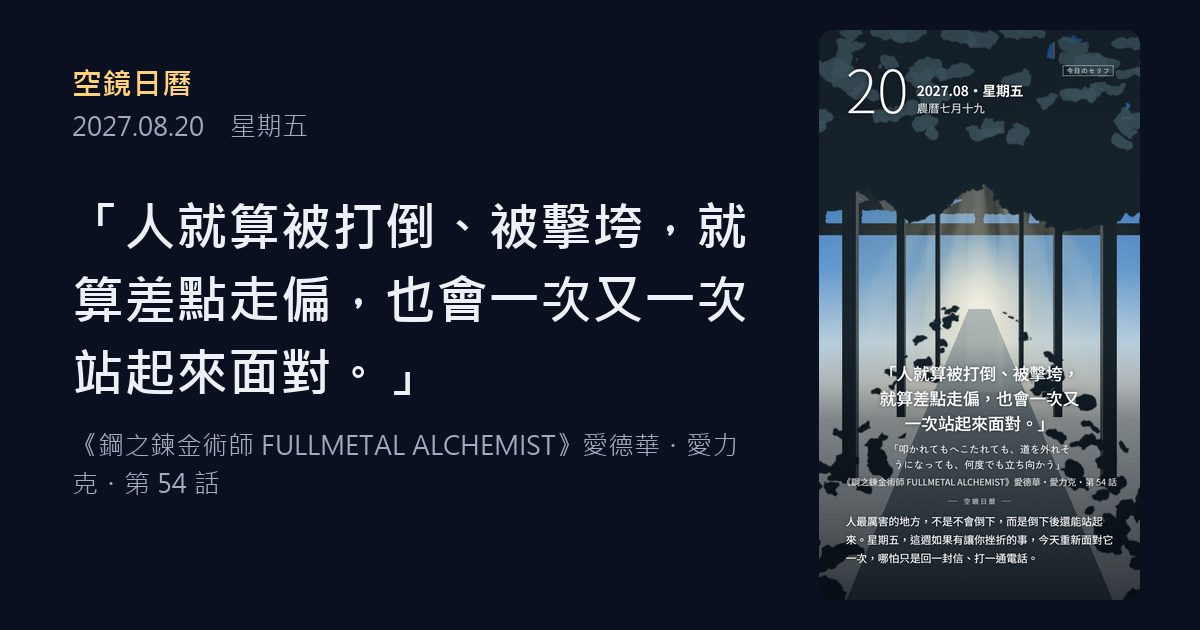 空鏡日曆
2027.08.20 星期五
「人就算被打倒、被擊垮，就
算差點走偏，也會一次又一次
站起來面對。」
《鋼之鍊金術師 FULLMETAL ALCHEMIST》愛德華．愛力
克．第 54 話
今日のセリフ
20
2027.08・星期五
農曆七月十九
「人就算被打倒、被擊垮，
就算差點走偏，也會一次又
一次站起來面對。」
「叩かれてもへこたれても、道を外れそ
うになっても、何度でも立ち向かう」
《鋼之鍊金術師 FULLMETAL ALCHEMIST》愛德華・愛力克・第 54 話
— 空鏡日曆 —
人最厲害的地方，不是不會倒下，而是倒下後還能站起
來。星期五，這週如果有讓你挫折的事，今天重新面對它
一次，哪怕只是回一封信、打一通電話。